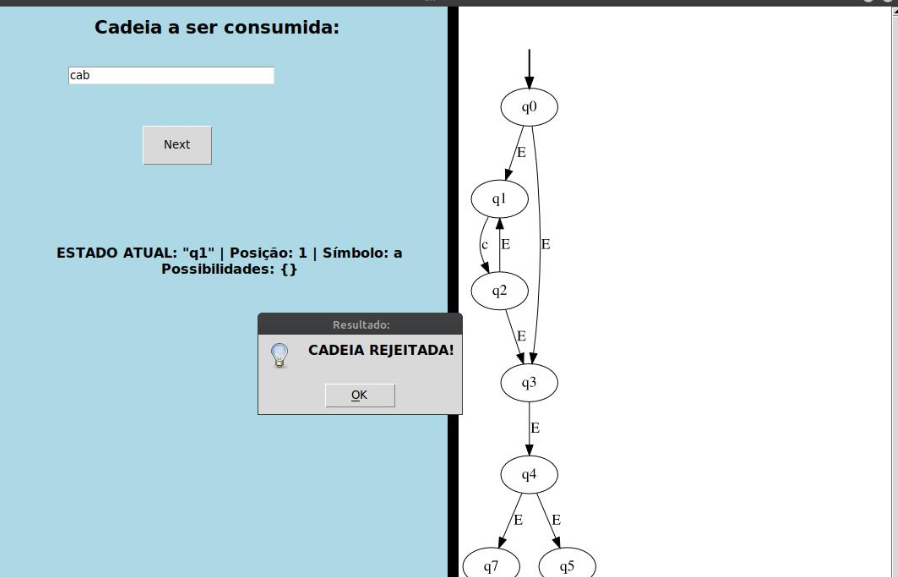 Cadeia a ser consumida:
cab
Next
ESTADO ATUAL: "q1" | Posição: 1 | Símbolo: a
Possibilidades: {}
Resultado:
CADEIA REJEITADA!
OK
q0
E
q1
c E E
q2
E
q3
E
q4
E E
q7 q5